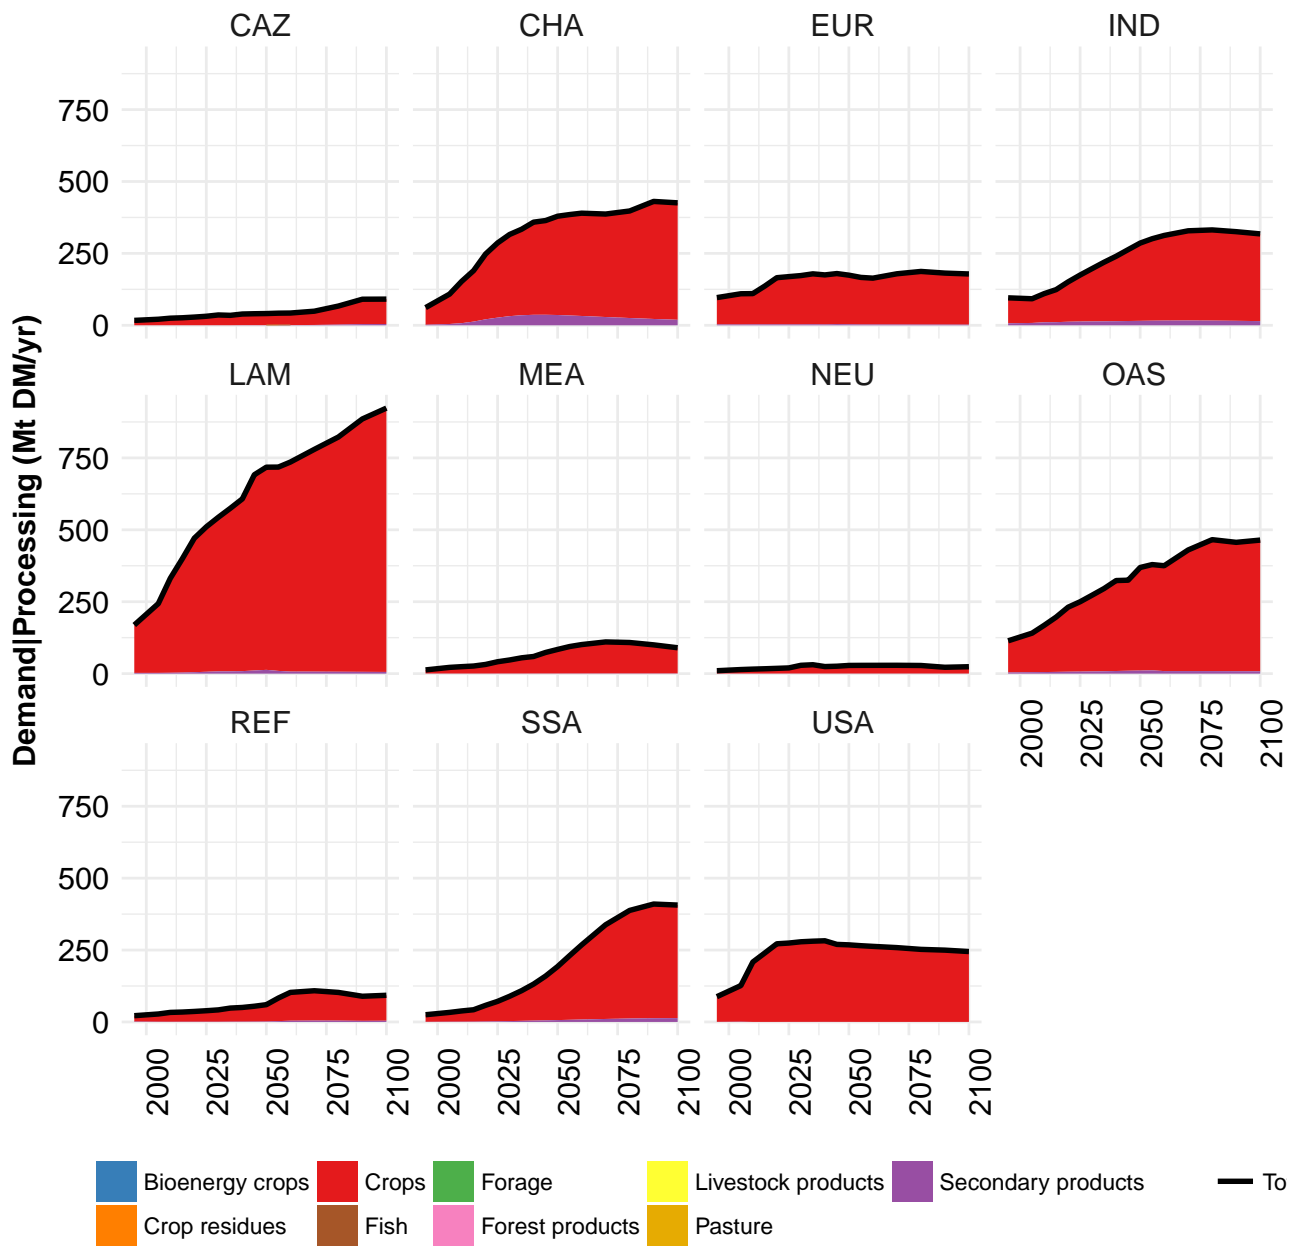 CAZ CHA EUR IND
750
500
250
0
LAM MEA NEU OAS
750
500
250
0
Demand|Processing (Mt DM/yr)
2000 2025 2050 2075 2100
REF SSA USA
750
500
250
0
2000 2025 2050 2075 2100 2000 2025 2050 2075 2100 2000 2025 2050 2075 2100
Bioenergy crops Crops Forage Livestock products Secondary products To
Crop residues Fish Forest products Pasture